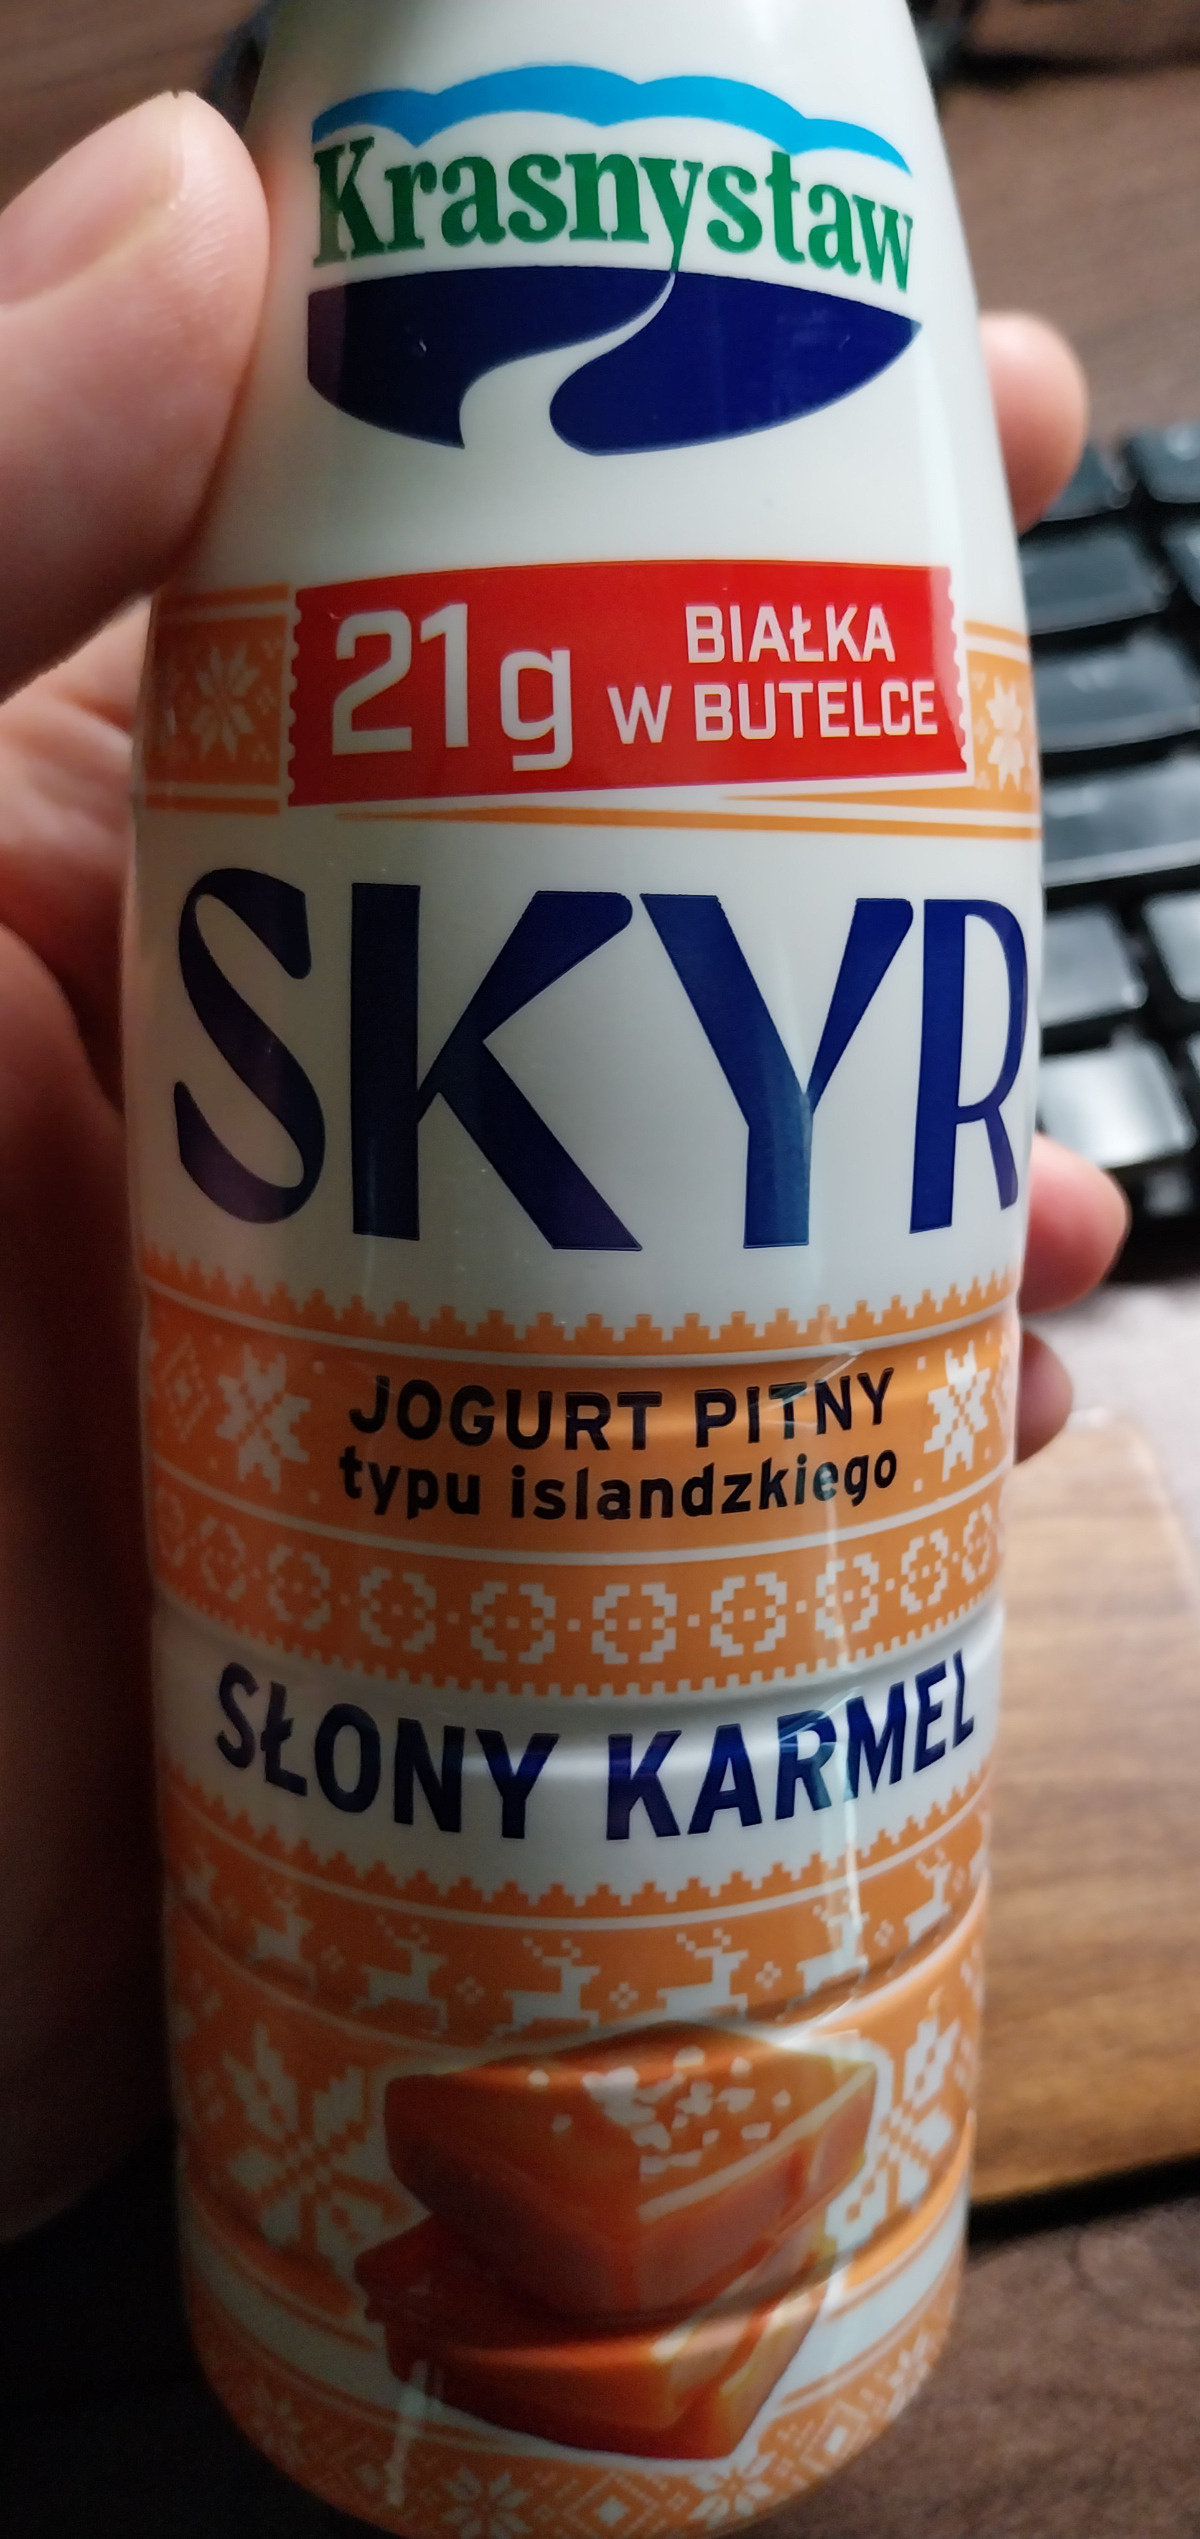 Krasnystaw
21g BIAŁKA
W BUTELCE
SKYR
JOGURT PITNY
typu islandzkiego
SŁONY KARMEL